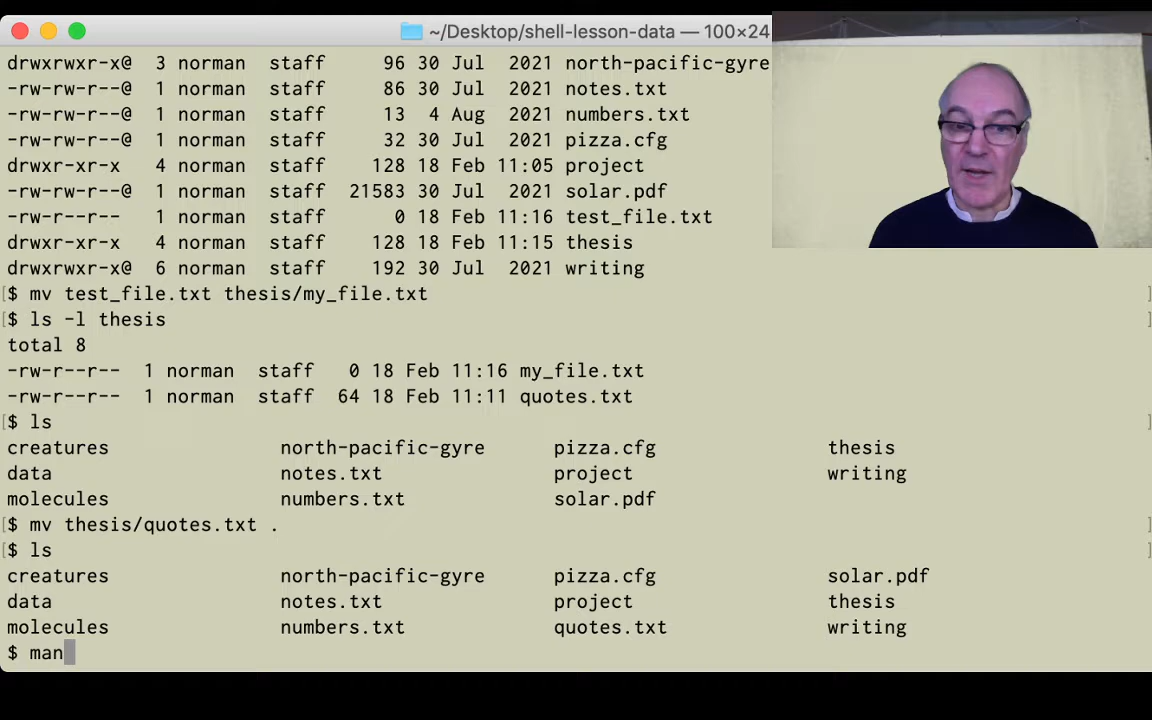 ~/Desktop/shell-lesson-data — 100×24
drwxrwxr-x@  3 norman  staff     96 30 Jul  2021 north-pacific-gyre
-rw-rw-r--@  1 norman  staff     86 30 Jul  2021 notes.txt
-rw-rw-r--@  1 norman  staff     13  4 Aug  2021 numbers.txt
-rw-rw-r--@  1 norman  staff     32 30 Jul  2021 pizza.cfg
drwxr-xr-x   4 norman  staff    128 18 Feb 11:05 project
-rw-rw-r--@  1 norman  staff  21583 30 Jul  2021 solar.pdf
-rw-r--r--   1 norman  staff      0 18 Feb 11:16 test_file.txt
drwxr-xr-x   4 norman  staff    128 18 Feb 11:15 thesis
drwxrwxr-x@  6 norman  staff    192 30 Jul  2021 writing
[$ mv test_file.txt thesis/my_file.txt ]
[$ ls -l thesis ]
total 8
-rw-r--r--  1 norman  staff   0 18 Feb 11:16 my_file.txt
-rw-r--r--  1 norman  staff  64 18 Feb 11:11 quotes.txt
[$ ls ]
creatures north-pacific-gyre pizza.cfg thesis
data notes.txt project writing
molecules numbers.txt solar.pdf
[$ mv thesis/quotes.txt . ]
[$ ls ]
creatures north-pacific-gyre pizza.cfg solar.pdf
data notes.txt project thesis
molecules numbers.txt quotes.txt writing
$ man